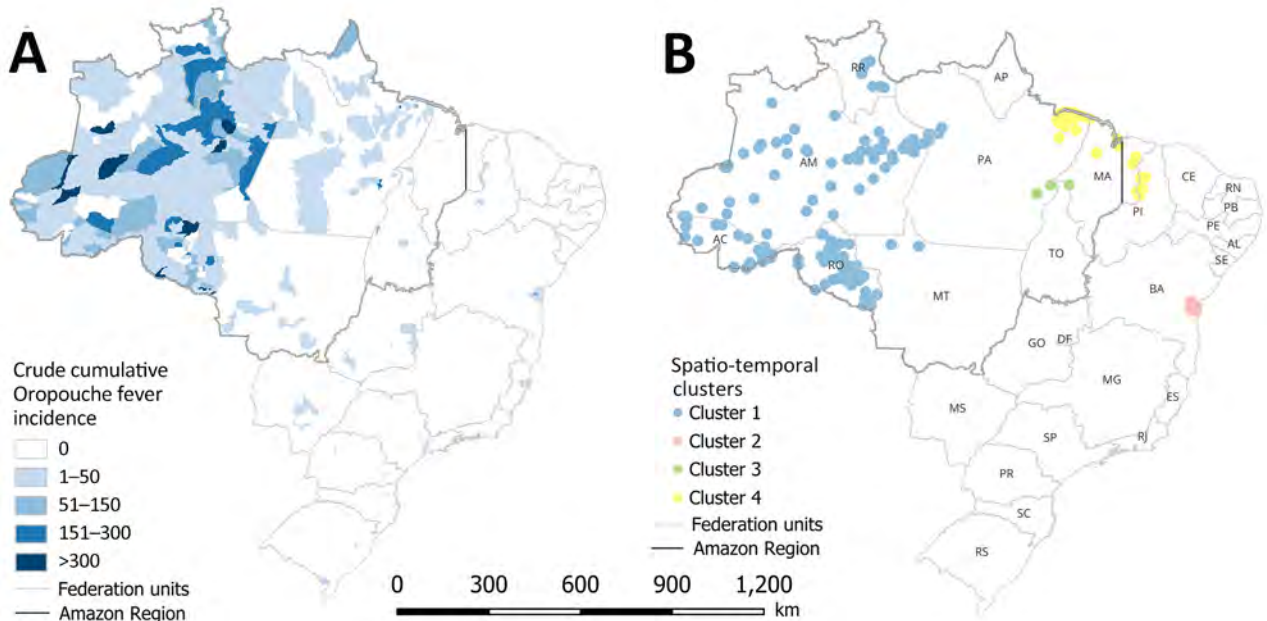 A
Crude cumulative
Oropouche fever
incidence
0
1–50
51–150
151–300
>300
Federation units
Amazon Region
0 300 600 900 1,200
km
B
RR
AP
AM
PA
MA
CE
RN
PB
PE
AL
SE
PI
AC
RO
TO
MT
BA
GO
DF
MG
ES
MS
SP
RJ
PR
SC
RS
Spatio-temporal
clusters
Cluster 1
Cluster 2
Cluster 3
Cluster 4
Federation units
Amazon Region